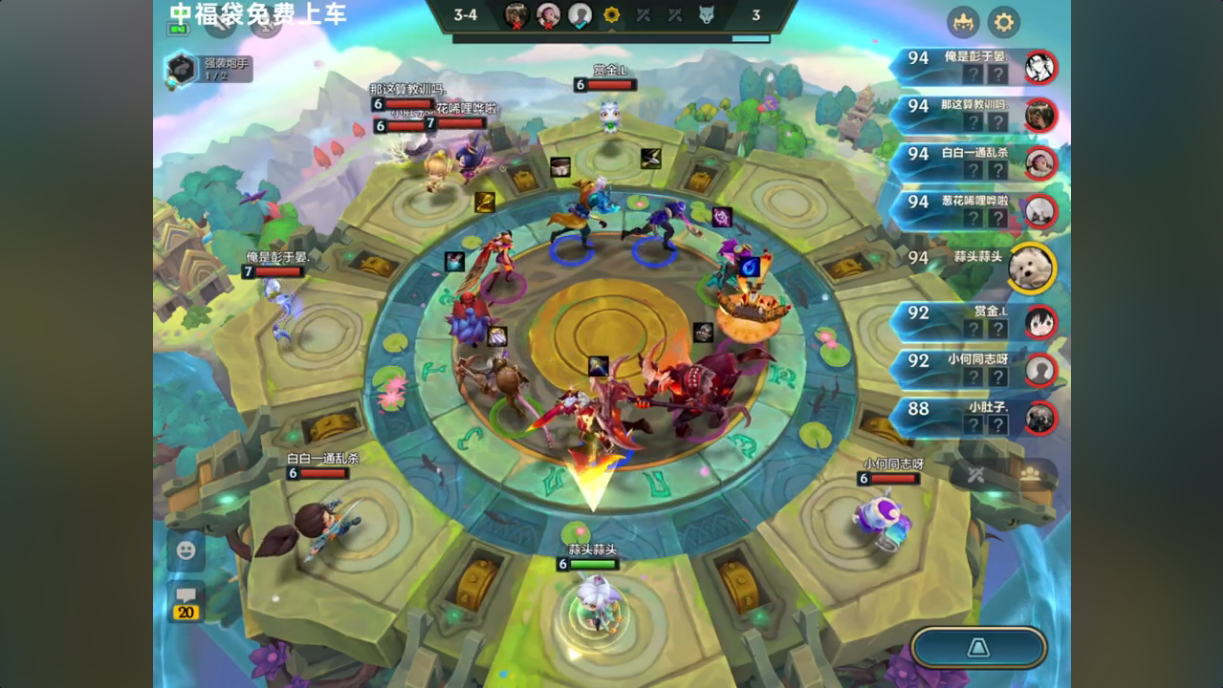 中福袋免费上车
3-4
3
强袭炮手
1/2
赏金.L
6
那这算教训吗.
6
葱花唏哩哗啦
6
7
俺是彭于晏.
7
白白一通乱杀
6
小何同志呀
6
蒜头蒜头
6
94 俺是彭于晏.
? ?
94 那这算教训吗.
? ?
94 白白一通乱杀
? ?
94 葱花唏哩哗啦
? ?
94 蒜头蒜头
92 赏金.L
? ?
92 小何同志呀
? ?
88 小肚子.
? ?
20